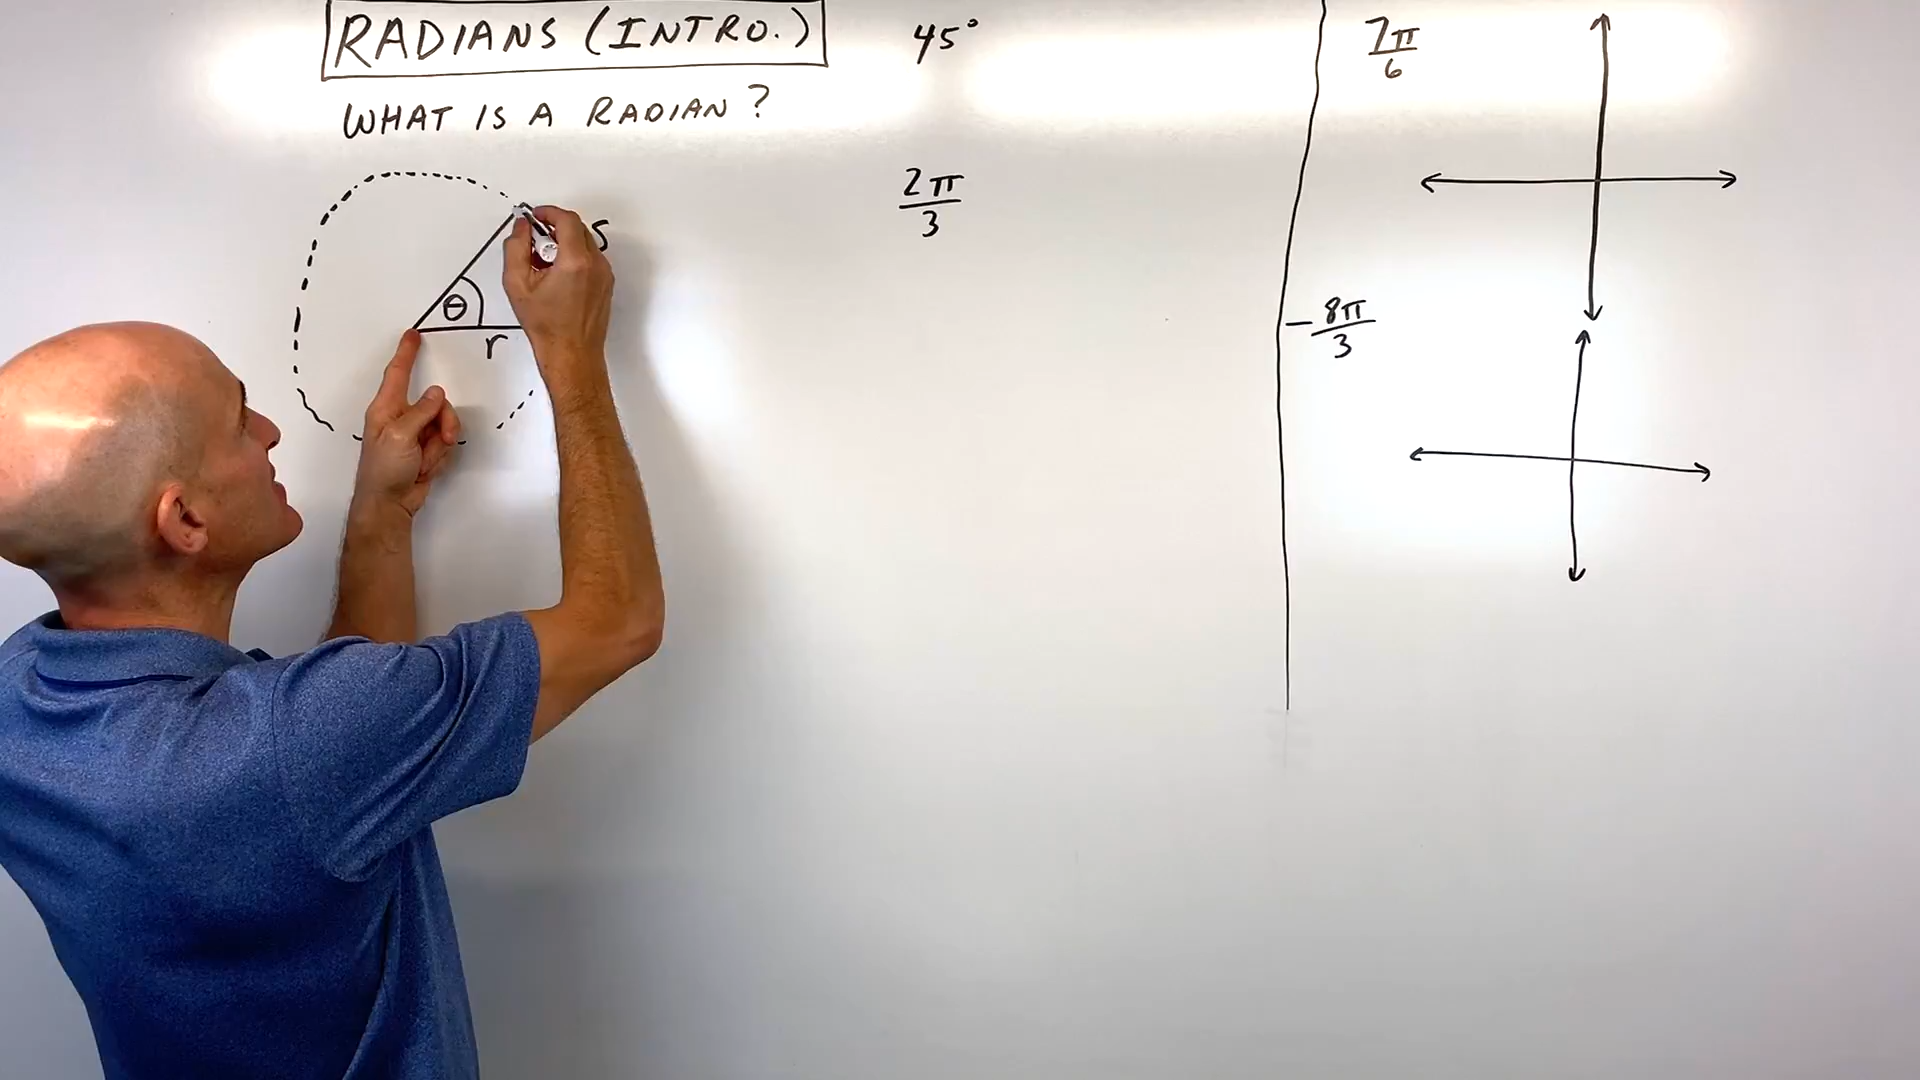 RADIANS (INTRO.)
WHAT IS A RADIAN?
θ
r
s
45°
2π/3
7π/6
-8π/3